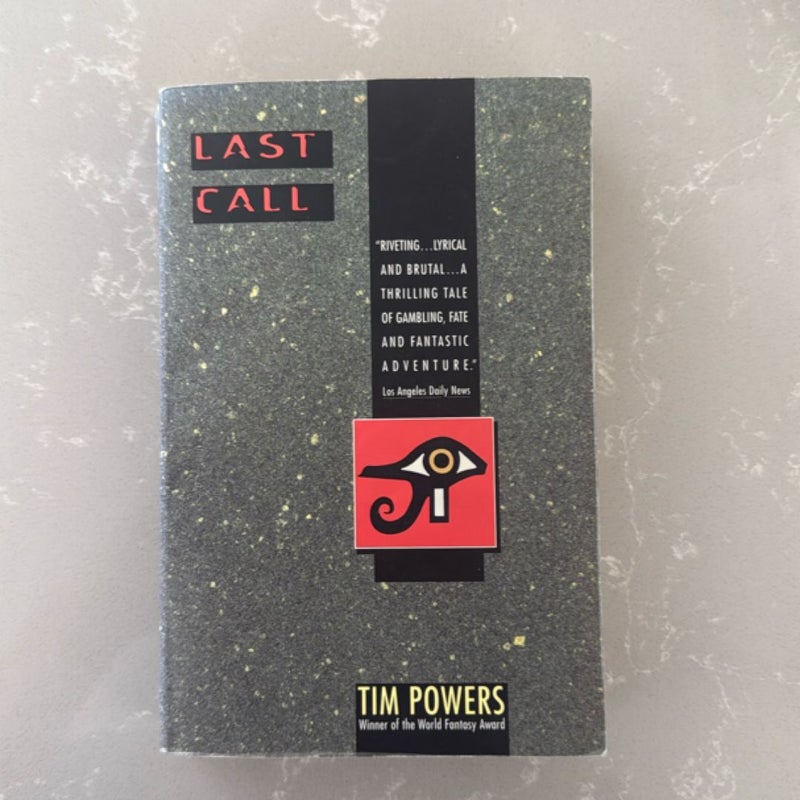 LAST
CALL
"RIVETING...LYRICAL
AND BRUTAL...A
THRILLING TALE
OF GAMBLING, FATE
AND FANTASTIC
ADVENTURE."
Los Angeles Daily News
TIM POWERS
Winner of the World Fantasy Award